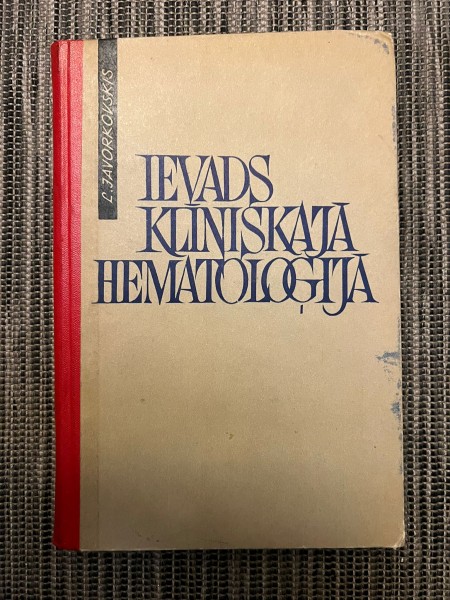 L. JAVORKOVSKIS
IEVADS
KLĪNISKAJĀ
HEMATOLOĢIJĀ